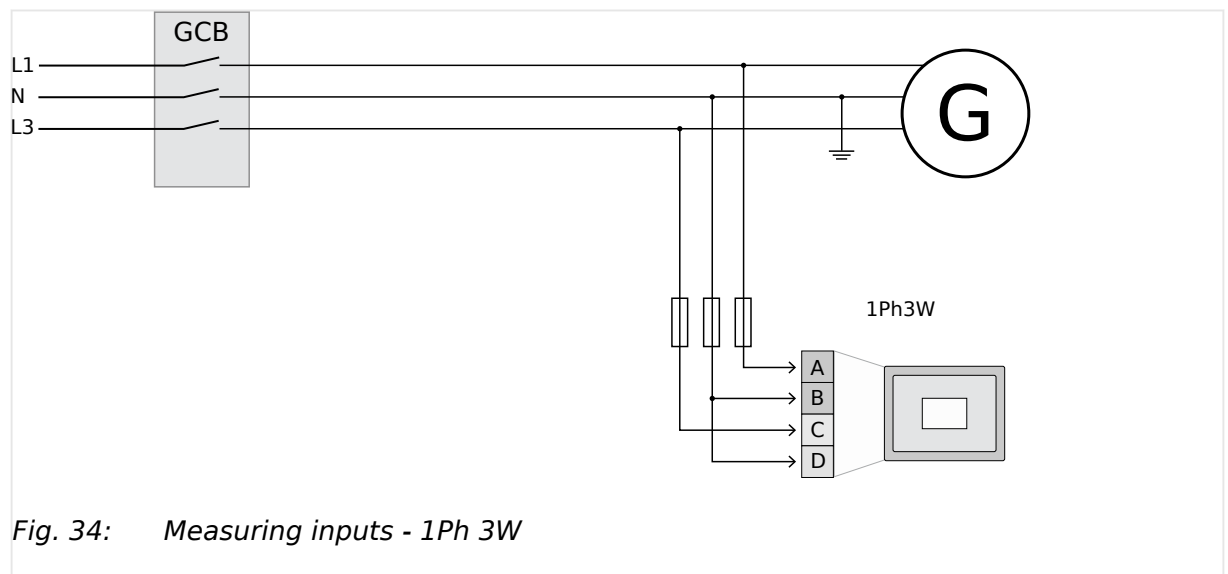 GCB
L1
N
L3
G
1Ph3W
A
B
C
D
Fig. 34: Measuring inputs - 1Ph 3W